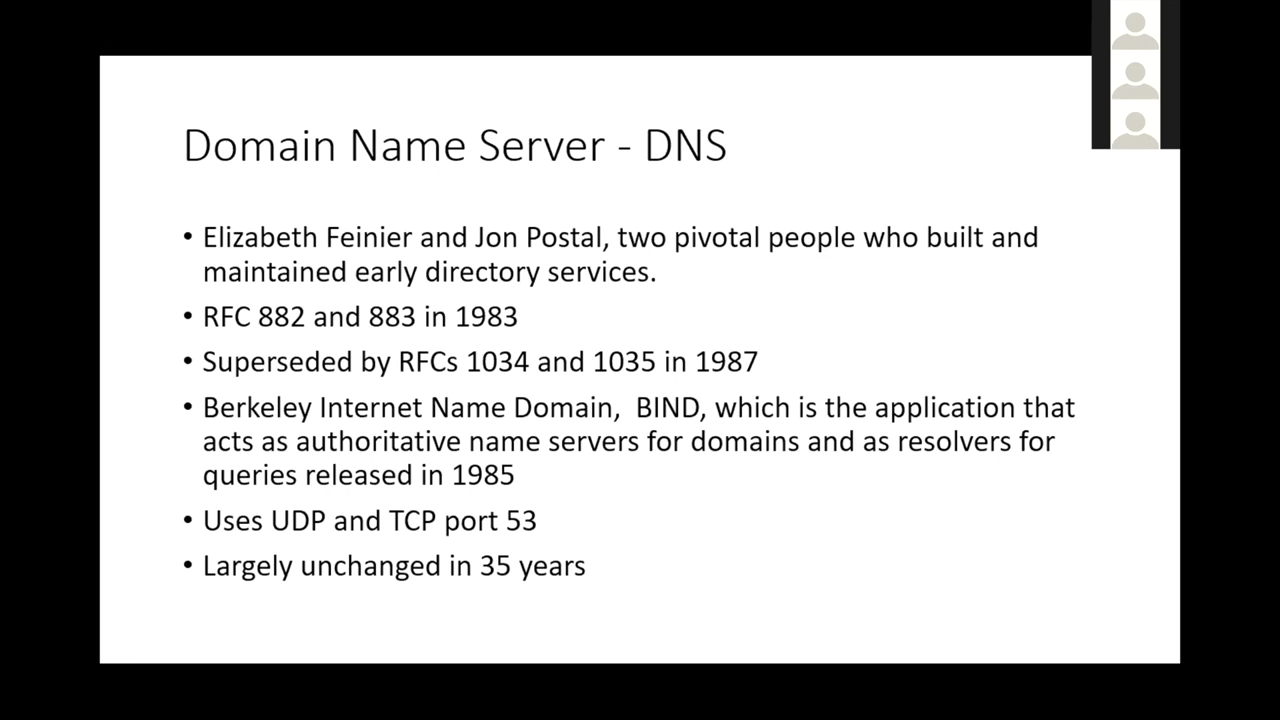 Domain Name Server - DNS
• Elizabeth Feinier and Jon Postal, two pivotal people who built and
maintained early directory services.
• RFC 882 and 883 in 1983
• Superseded by RFCs 1034 and 1035 in 1987
• Berkeley Internet Name Domain,  BIND, which is the application that
acts as authoritative name servers for domains and as resolvers for
queries released in 1985
• Uses UDP and TCP port 53
• Largely unchanged in 35 years